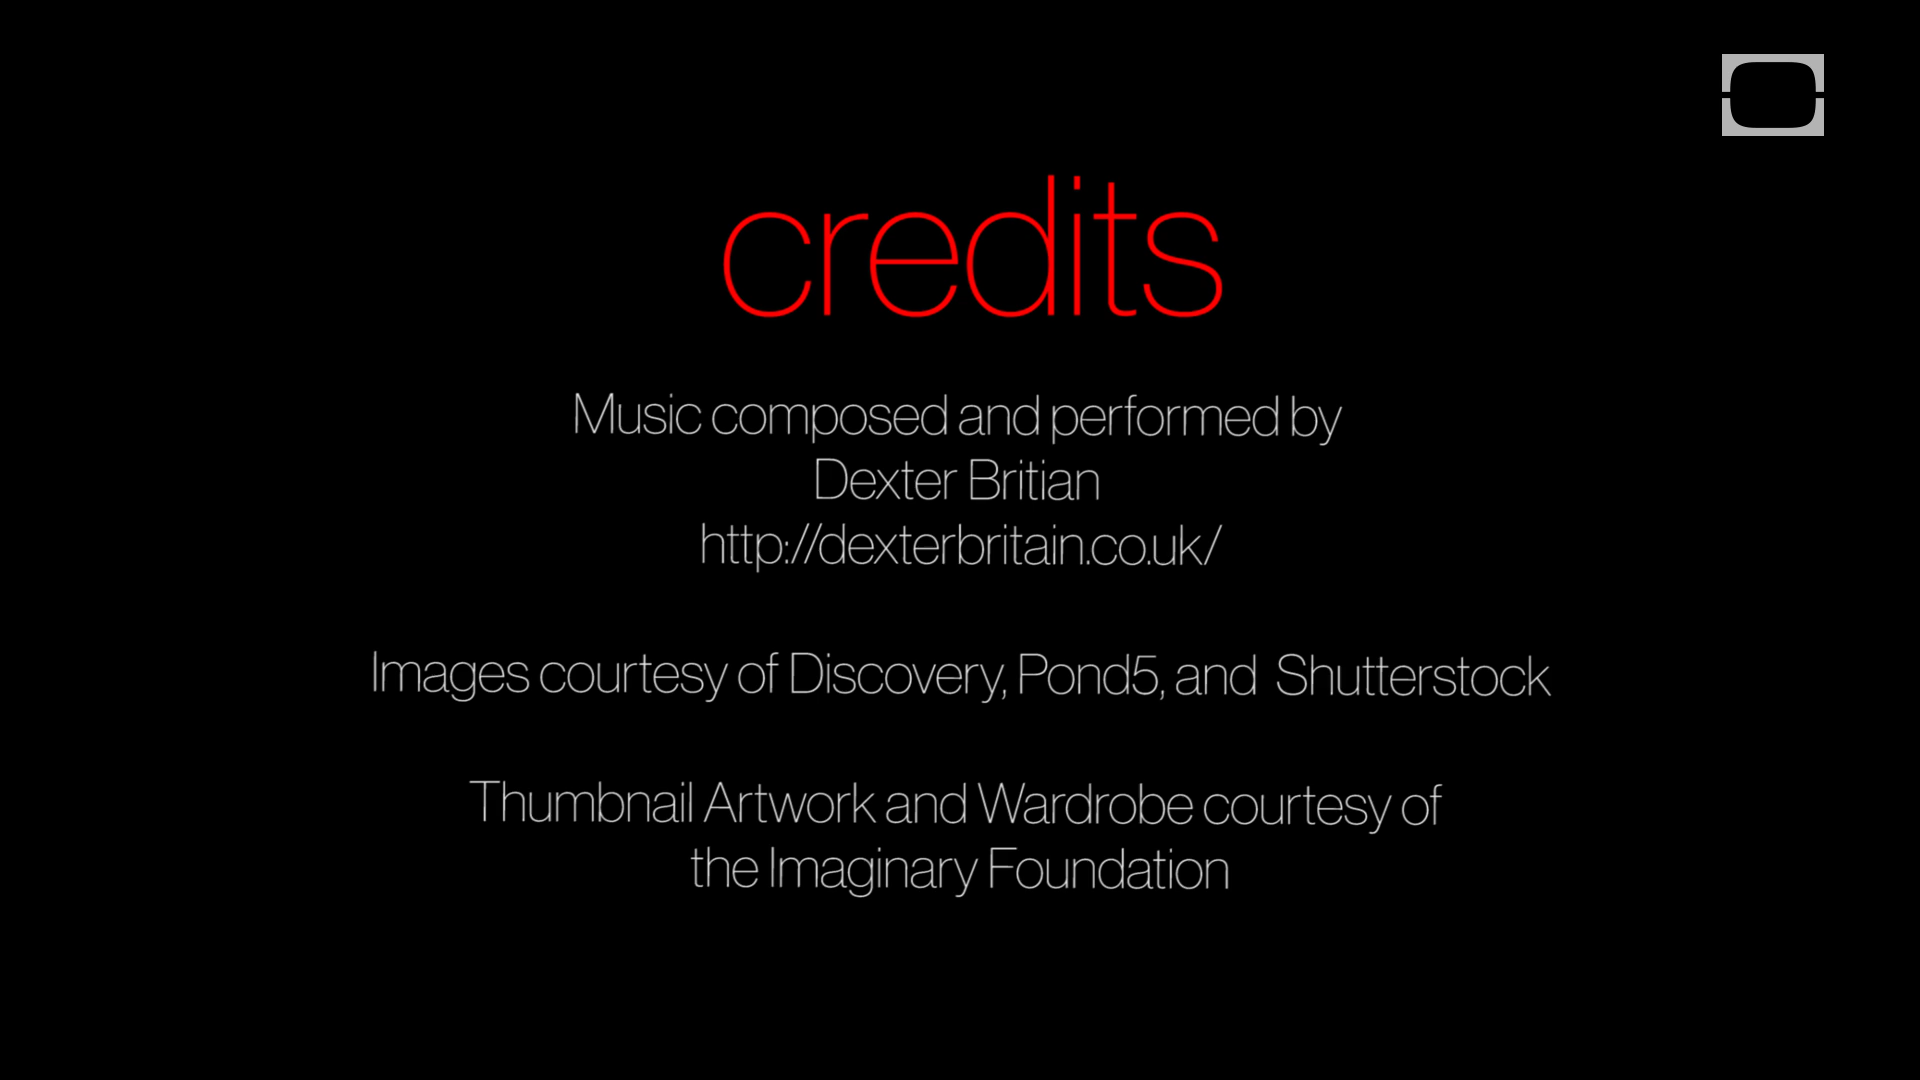 credits
Music composed and performed by
Dexter Britian
http://dexterbritain.co.uk/
Images courtesy of Discovery, Pond5, and  Shutterstock
Thumbnail Artwork and Wardrobe courtesy of
the Imaginary Foundation